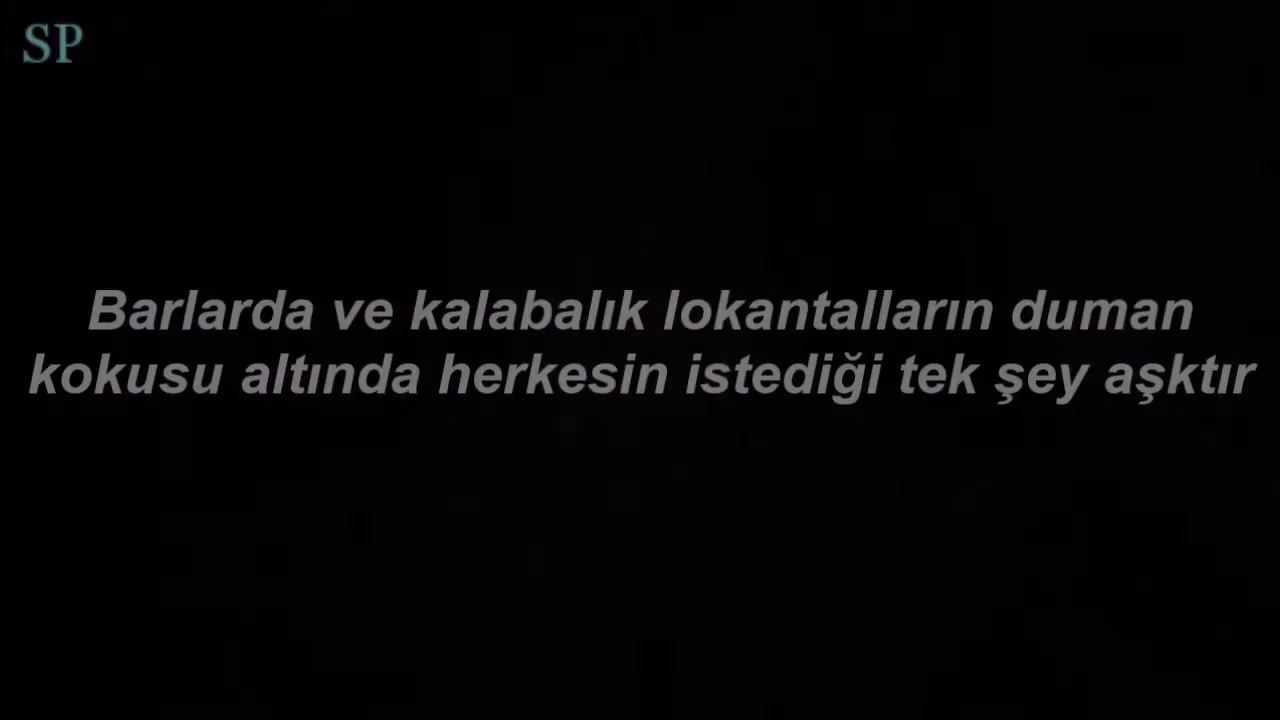 SP
Barlarda ve kalabalık lokantalların duman
kokusu altında herkesin istediği tek şey aşktır